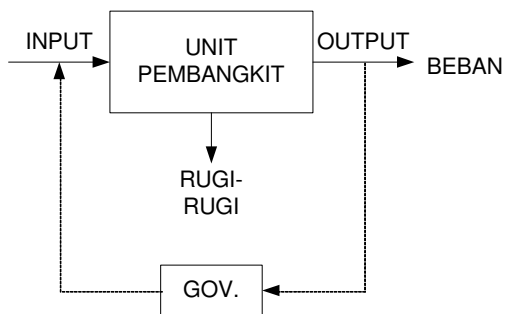 INPUT
UNIT
PEMBANGKIT
OUTPUT
BEBAN
RUGI-
RUGI
GOV.